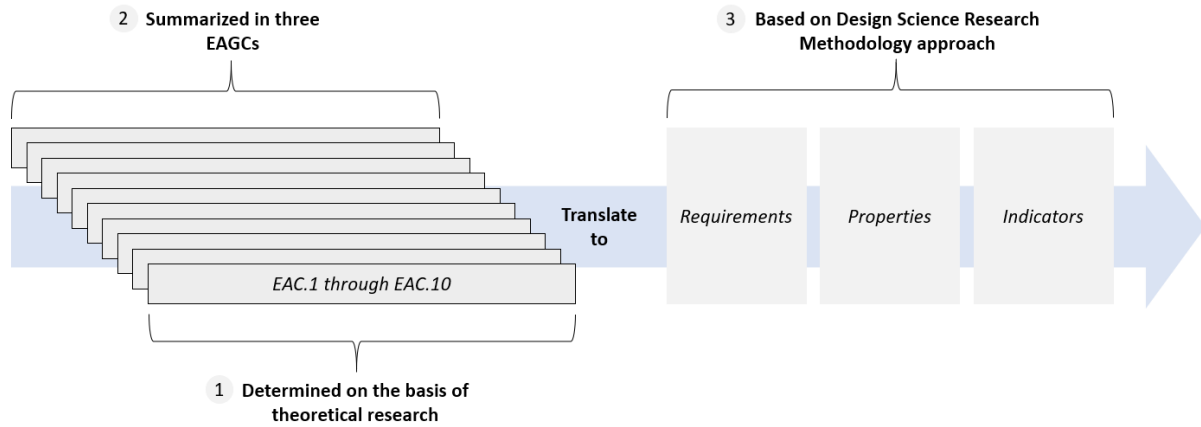 2 Summarized in three
EAGCs
3 Based on Design Science Research
Methodology approach
Translate
to
Requirements
Properties
Indicators
EAC.1 through EAC.10
1 Determined on the basis of
theoretical research